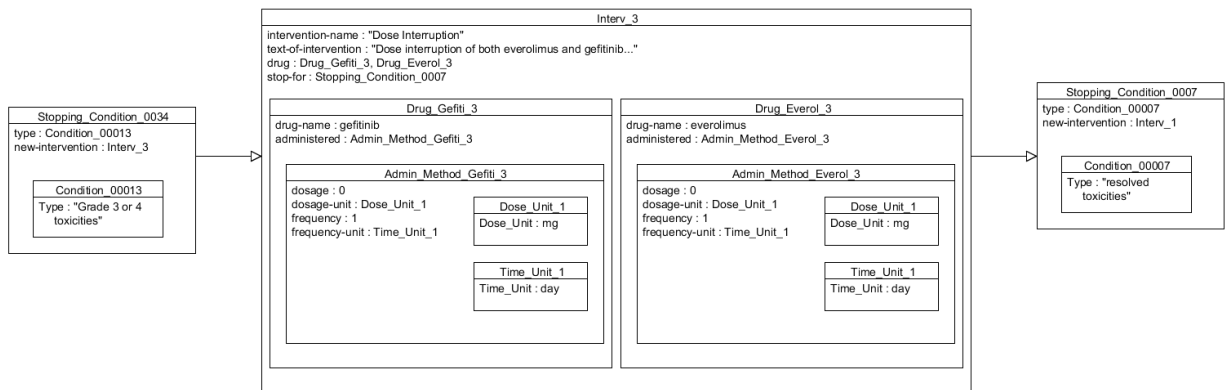 Stopping_Condition_0034
type : Condition_00013
new-intervention : Interv_3
Condition_00013
Type : "Grade 3 or 4
toxicities"
Interv_3
intervention-name : "Dose Interruption"
text-of-intervention : "Dose interruption of both everolimus and gefitinib..."
drug : Drug_Gefiti_3, Drug_Everol_3
stop-for : Stopping_Condition_0007
Drug_Gefiti_3
drug-name : gefitinib
administered : Admin_Method_Gefiti_3
Admin_Method_Gefiti_3
dosage : 0
dosage-unit : Dose_Unit_1
frequency : 1
frequency-unit : Time_Unit_1
Dose_Unit_1
Dose_Unit : mg
Time_Unit_1
Time_Unit : day
Drug_Everol_3
drug-name : everolimus
administered : Admin_Method_Everol_3
Admin_Method_Everol_3
dosage : 0
dosage-unit : Dose_Unit_1
frequency : 1
frequency-unit : Time_Unit_1
Dose_Unit_1
Dose_Unit : mg
Time_Unit_1
Time_Unit : day
Stopping_Condition_0007
type : Condition_00007
new-intervention : Interv_1
Condition_00007
Type : "resolved
toxicities"